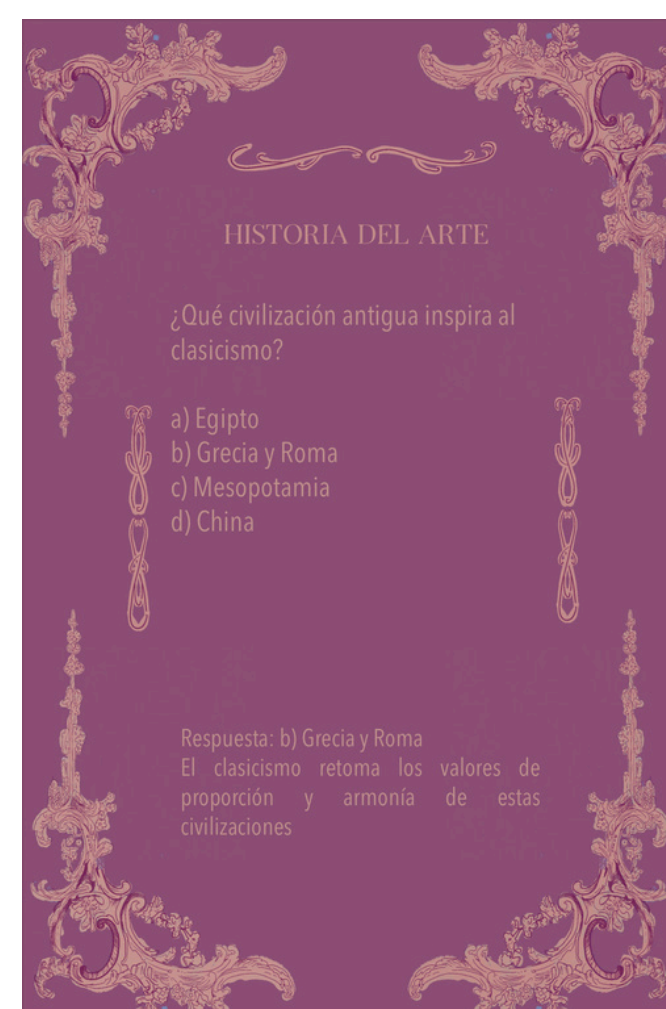 HISTORIA DEL ARTE
¿Qué civilización antigua inspira al
clasicismo?
a) Egipto
b) Grecia y Roma
c) Mesopotamia
d) China
Respuesta: b) Grecia y Roma
El clasicismo retoma los valores de
proporción y armonía de estas
civilizaciones